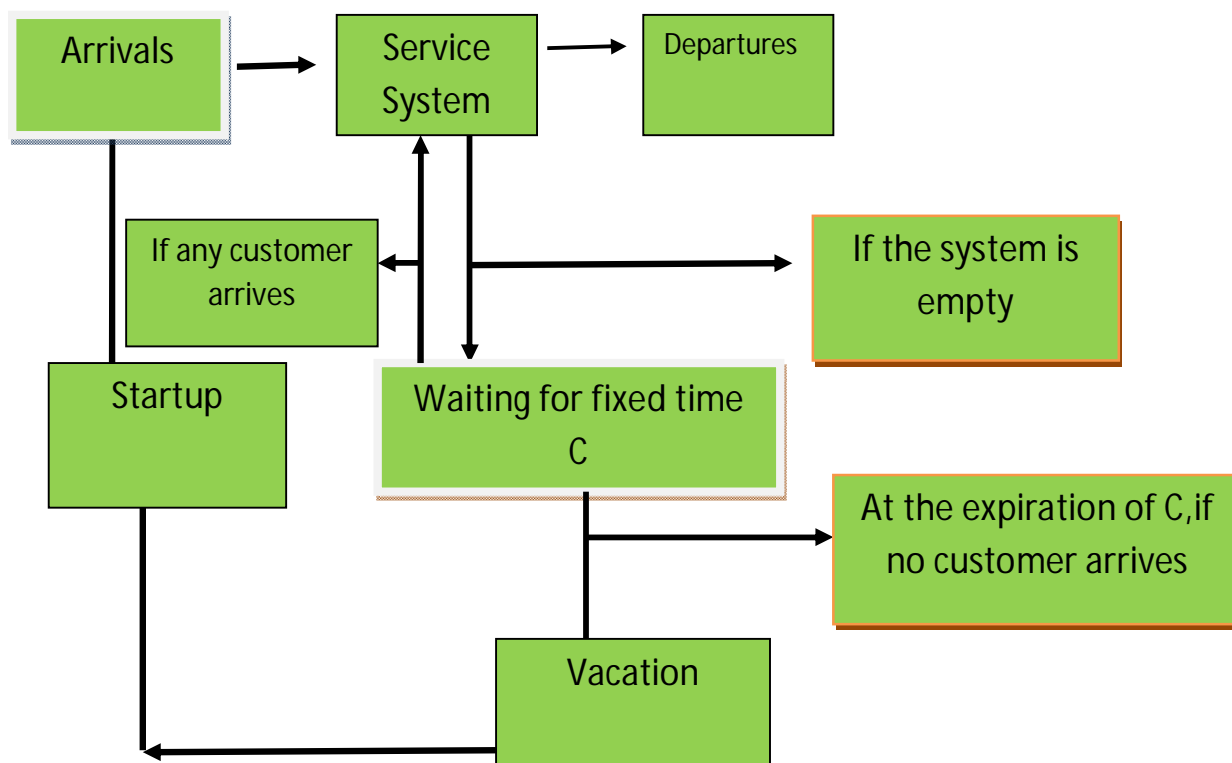 Arrivals
Service
System
Departures
If any customer
arrives
If the system is
empty
Startup
Waiting for fixed time
C
At the expiration of C,if
no customer arrives
Vacation